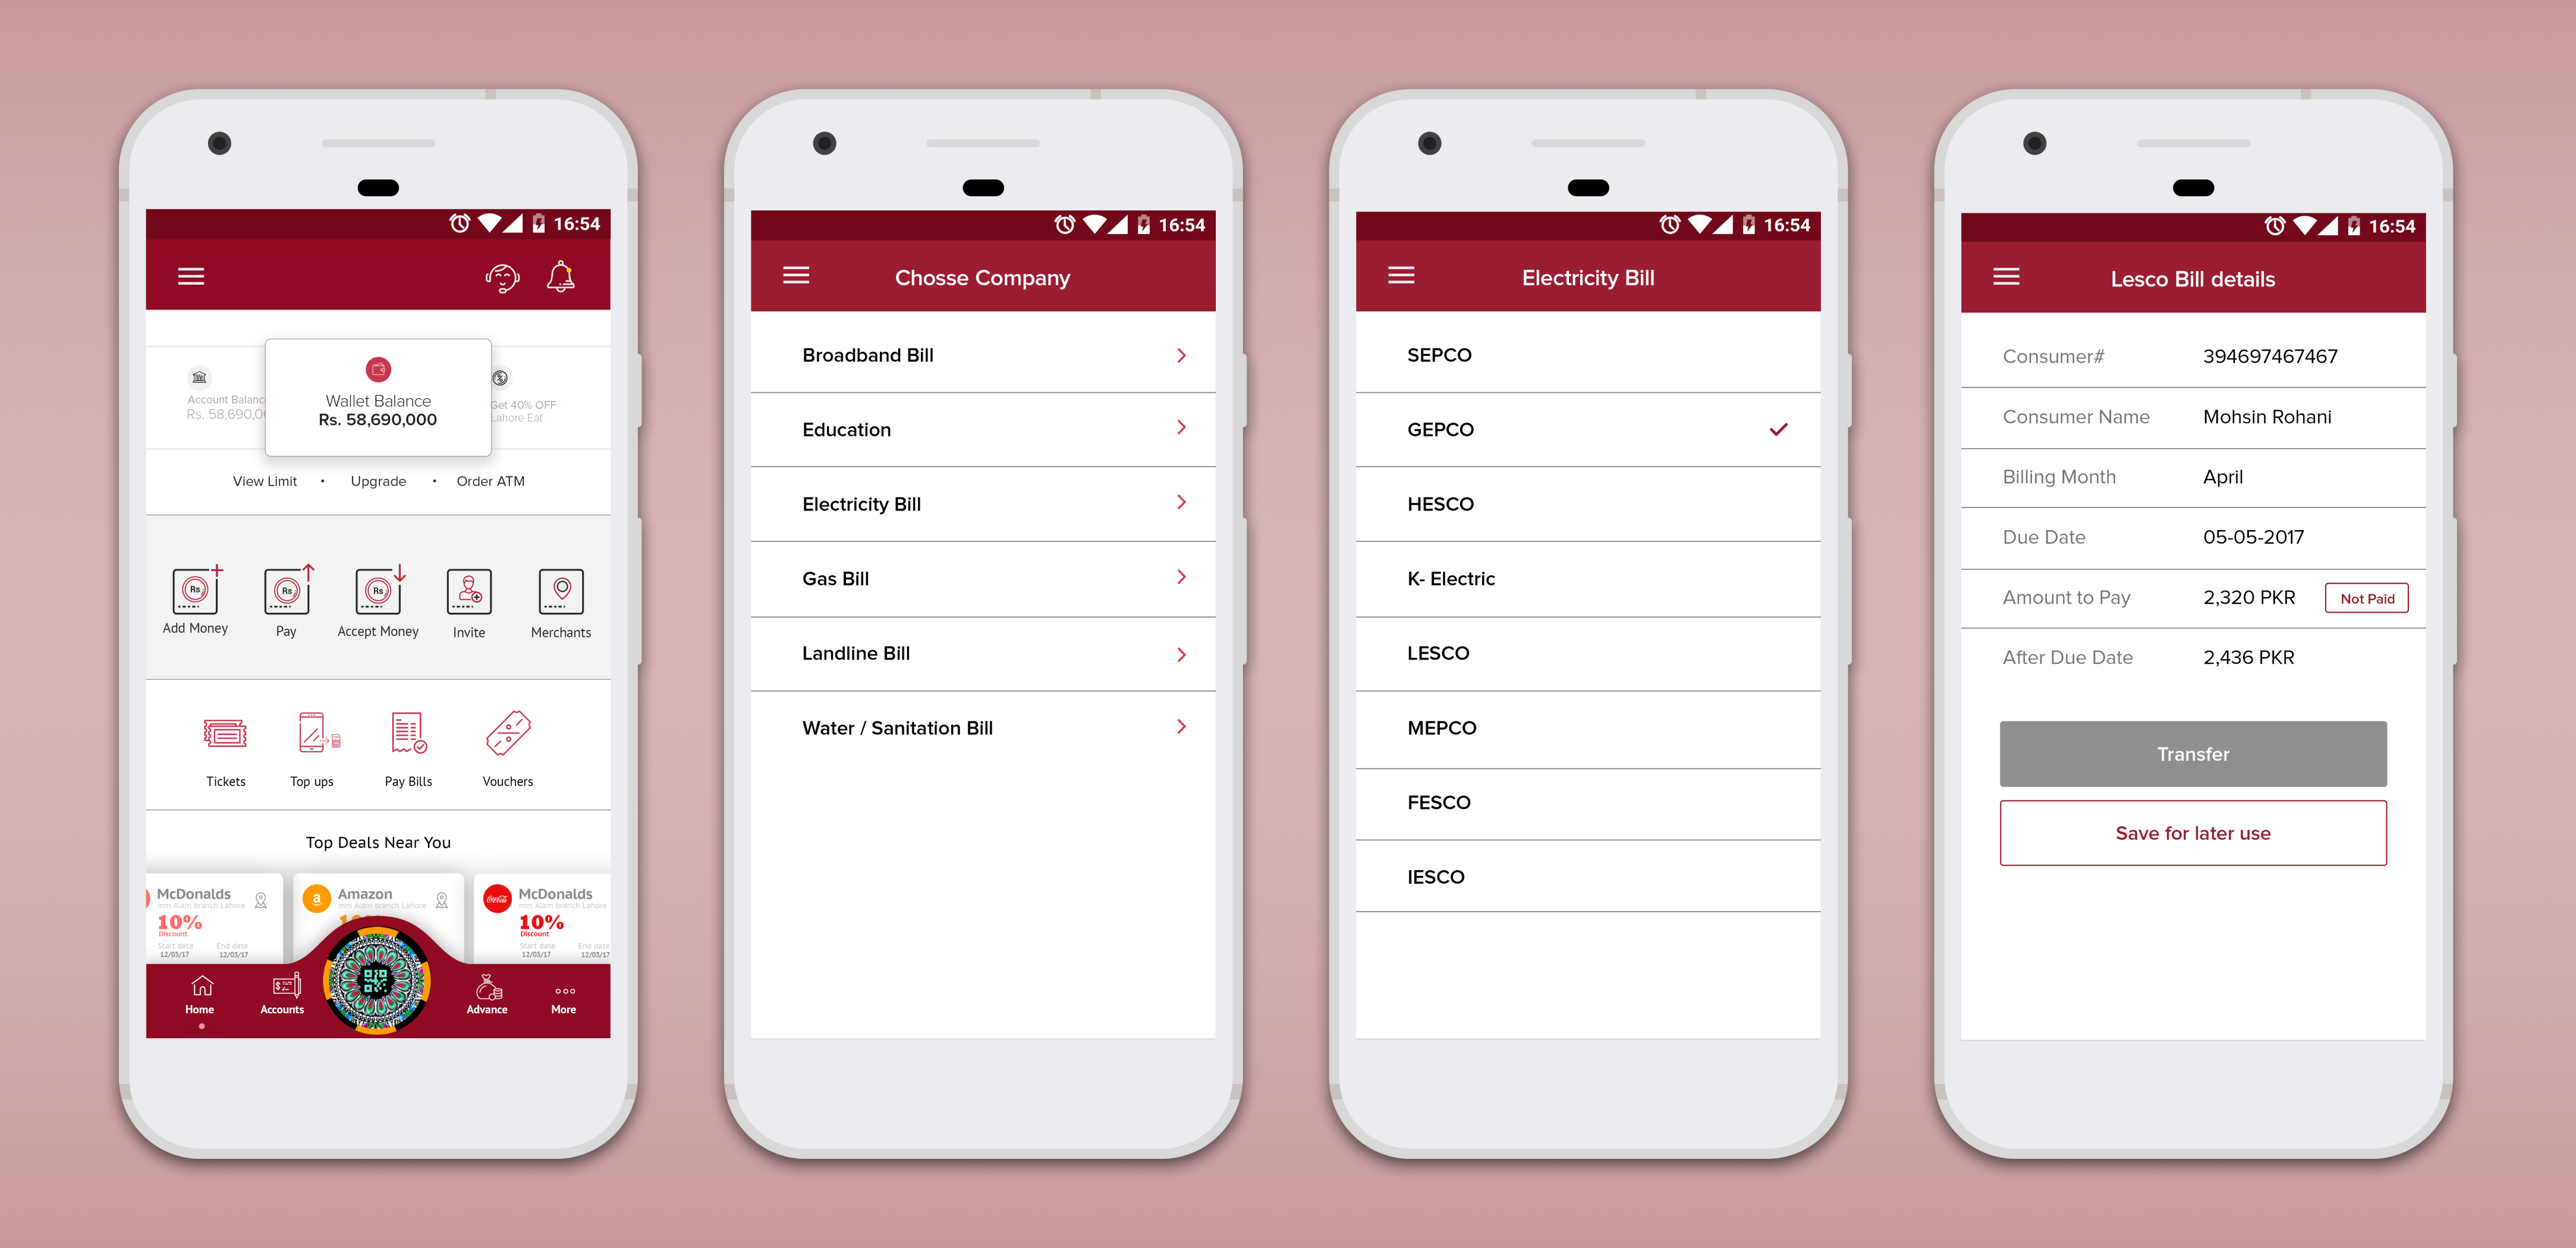 16:54
Account Balanc
Rs. 58,690,0
Wallet Balance
Rs. 58,690,000
Get 40% OFF
Lahore Eat
View Limit • Upgrade • Order ATM
Rs Rs Rs
Add Money Pay Accept Money Invite Merchants
Tickets Top ups Pay Bills Vouchers
Top Deals Near You
McDonalds
mm Alam branch Lahore
10%
Discount
Start date End date
12/03/17 12/03/17
a
Amazon
mm Alam branch Lahore
Coca-Cola
McDonalds
mm Alam branch Lahore
10%
Discount
Start date End date
12/03/17 12/03/17
Home Accounts Advance More
16:54
Chosse Company
Broadband Bill
Education
Electricity Bill
Gas Bill
Landline Bill
Water / Sanitation Bill
16:54
Electricity Bill
SEPCO
GEPCO
HESCO
K- Electric
LESCO
MEPCO
FESCO
IESCO
16:54
Lesco Bill details
Consumer# 394697467467
Consumer Name Mohsin Rohani
Billing Month April
Due Date 05-05-2017
Amount to Pay 2,320 PKR Not Paid
After Due Date 2,436 PKR
Transfer
Save for later use